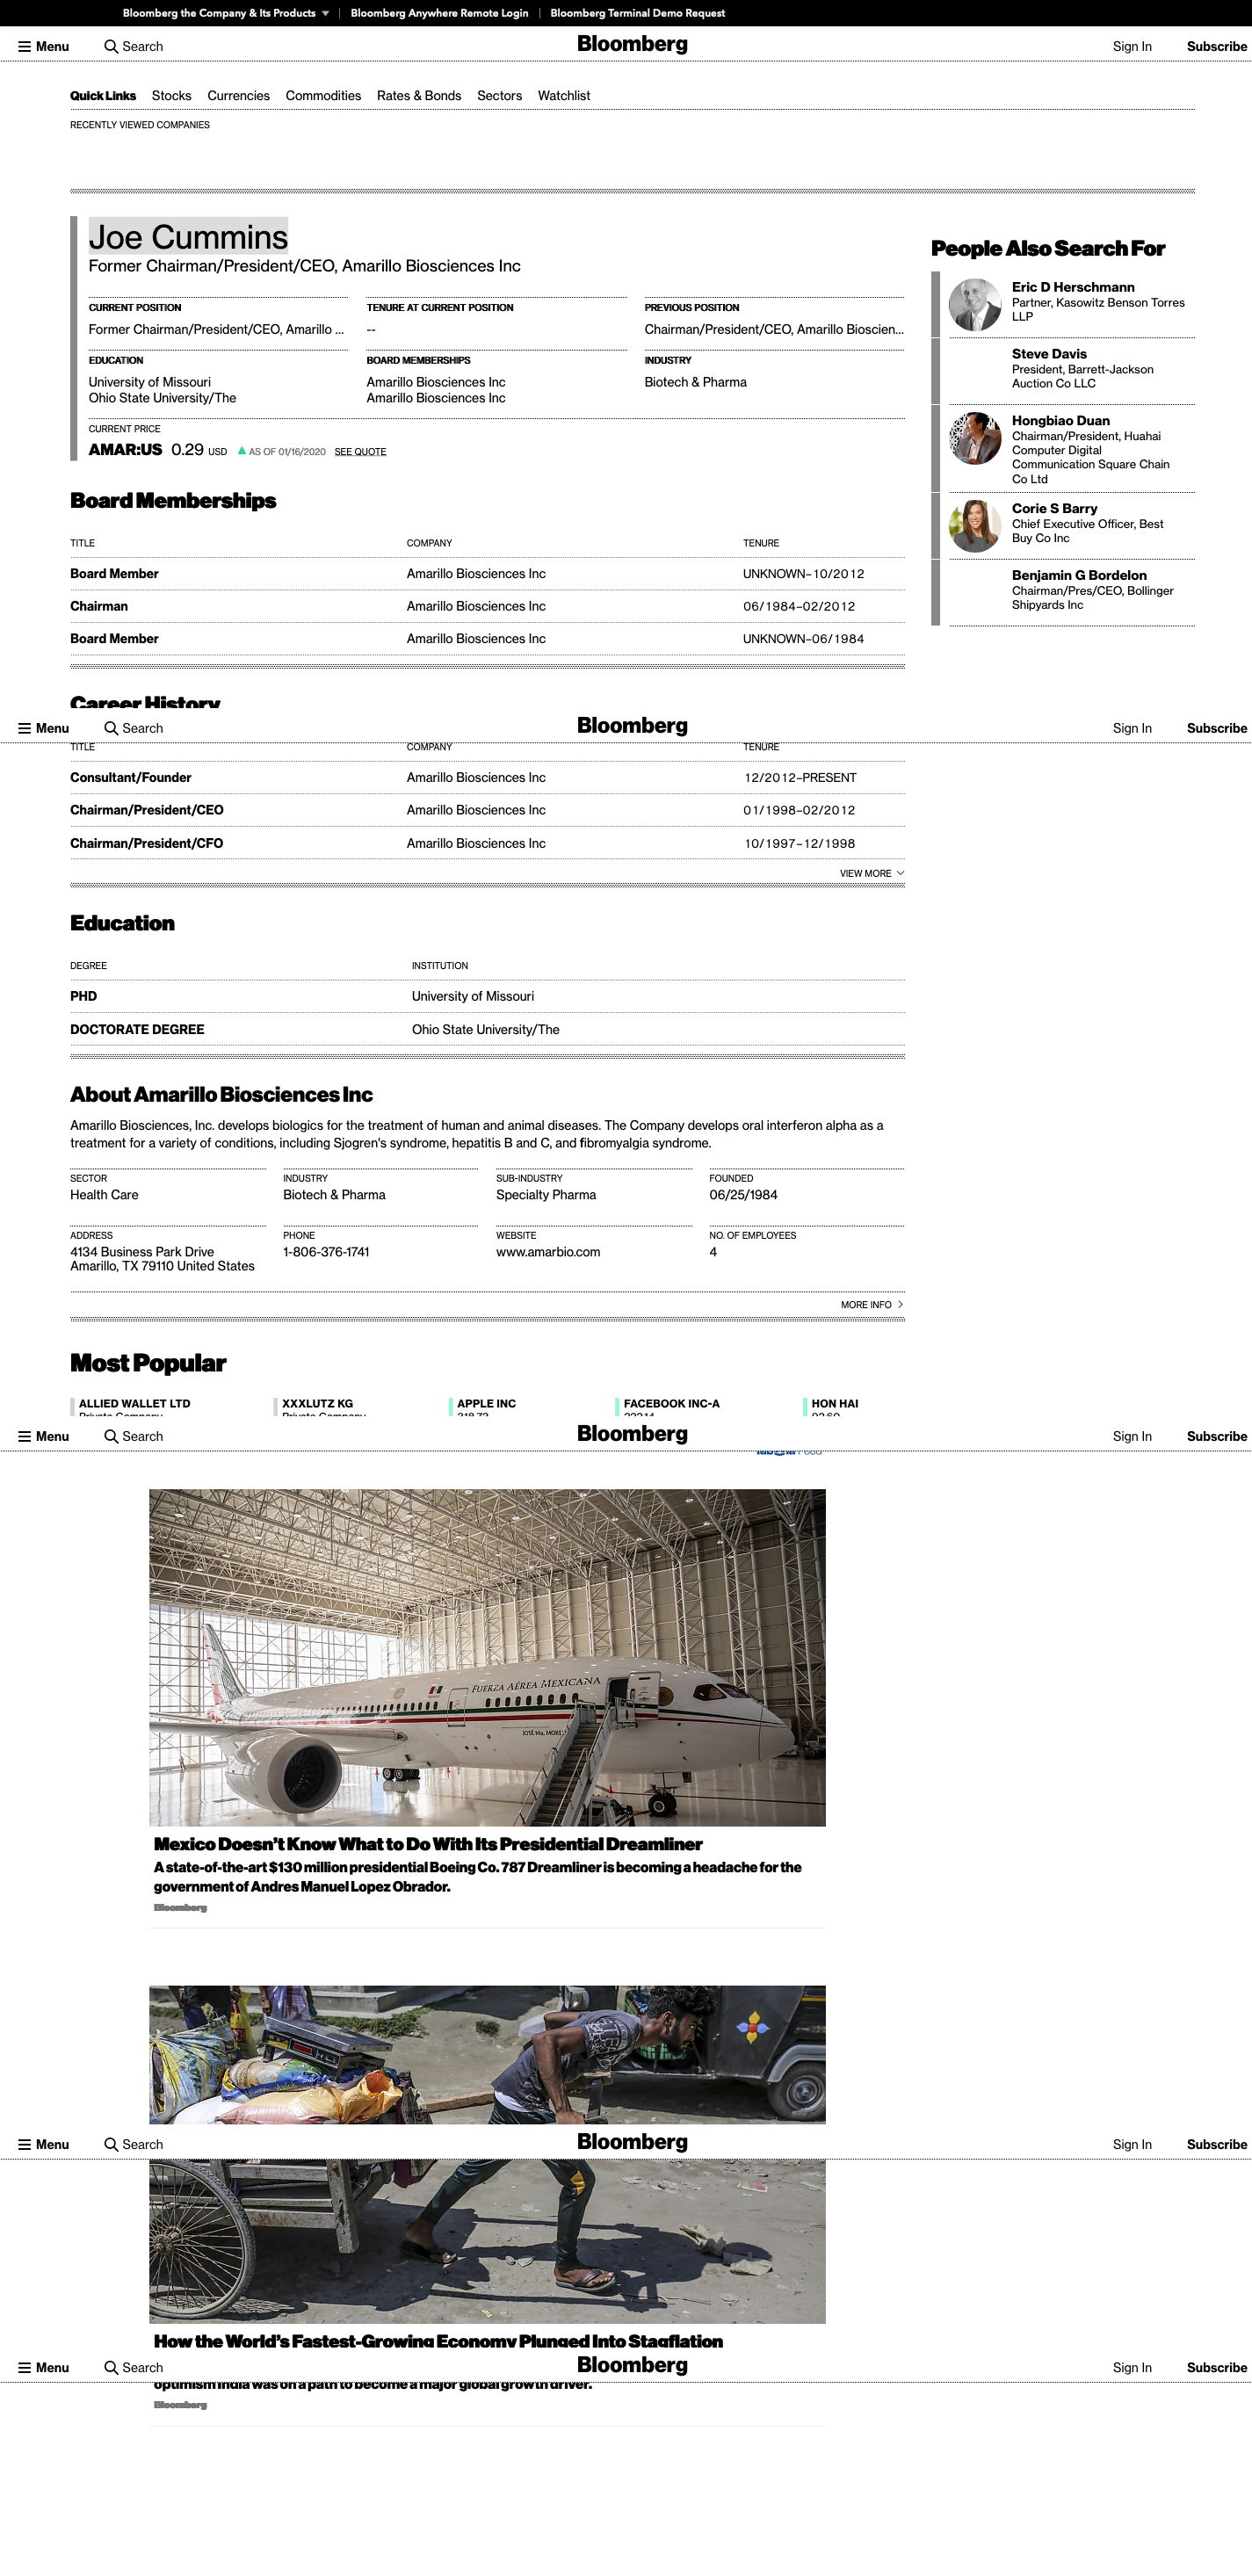 Bloomberg the Company & Its Products
Bloomberg Anywhere Remote Login
Bloomberg Terminal Demo Request
Menu
Search
Bloomberg
Sign In
Subscribe
Quick Links
Stocks
Currencies
Commodities
Rates & Bonds
Sectors
Watchlist
RECENTLY VIEWED COMPANIES
Joe Cummins
Former Chairman/President/CEO, Amarillo Biosciences Inc
CURRENT POSITION
Former Chairman/President/CEO, Amarillo ...
TENURE AT CURRENT POSITION
--
PREVIOUS POSITION
Chairman/President/CEO, Amarillo Bioscien...
EDUCATION
University of Missouri
Ohio State University/The
BOARD MEMBERSHIPS
Amarillo Biosciences Inc
Amarillo Biosciences Inc
INDUSTRY
Biotech & Pharma
CURRENT PRICE
AMAR:US 0.29 USD AS OF 01/16/2020 SEE QUOTE
People Also Search For
Eric D Herschmann
Partner, Kasowitz Benson Torres
LLP
Steve Davis
President, Barrett-Jackson
Auction Co LLC
Hongbiao Duan
Chairman/President, Huahai
Computer Digital
Communication Square Chain
Co Ltd
Corie S Barry
Chief Executive Officer, Best
Buy Co Inc
Benjamin G Bordelon
Chairman/Pres/CEO, Bollinger
Shipyards Inc
Board Memberships
TITLE COMPANY TENURE
Board Member Amarillo Biosciences Inc UNKNOWN–10/2012
Chairman Amarillo Biosciences Inc 06/1984–02/2012
Board Member Amarillo Biosciences Inc UNKNOWN–06/1984
Career History
Menu
Search
Bloomberg
Sign In
Subscribe
TITLE COMPANY TENURE
Consultant/Founder Amarillo Biosciences Inc 12/2012–PRESENT
Chairman/President/CEO Amarillo Biosciences Inc 01/1998–02/2012
Chairman/President/CFO Amarillo Biosciences Inc 10/1997–12/1998
VIEW MORE
Education
DEGREE INSTITUTION
PHD University of Missouri
DOCTORATE DEGREE Ohio State University/The
About Amarillo Biosciences Inc
Amarillo Biosciences, Inc. develops biologics for the treatment of human and animal diseases. The Company develops oral interferon alpha as a
treatment for a variety of conditions, including Sjogren's syndrome, hepatitis B and C, and fibromyalgia syndrome.
SECTOR
Health Care
INDUSTRY
Biotech & Pharma
SUB-INDUSTRY
Specialty Pharma
FOUNDED
06/25/1984
ADDRESS
4134 Business Park Drive
Amarillo, TX 79110 United States
PHONE
1-806-376-1741
WEBSITE
www.amarbio.com
NO. OF EMPLOYEES
4
MORE INFO
Most Popular
ALLIED WALLET LTD
Private Company
XXXLUTZ KG
Private Company
APPLE INC
FACEBOOK INC-A
HON HAI
Menu
Search
Bloomberg
Sign In
Subscribe
Feed
FUERZA AÉREA MEXICANA
JOSÉ Ma. MORELOS
Mexico Doesn't Know What to Do With Its Presidential Dreamliner
A state-of-the-art $130 million presidential Boeing Co. 787 Dreamliner is becoming a headache for the
government of Andres Manuel Lopez Obrador.
Bloomberg
Menu
Search
Bloomberg
Sign In
Subscribe
How the World's Fastest-Growing Economy Plunged Into Stagflation
Menu
Search
Bloomberg
Sign In
Subscribe
optimism India was on a path to become a major global growth driver.
Bloomberg